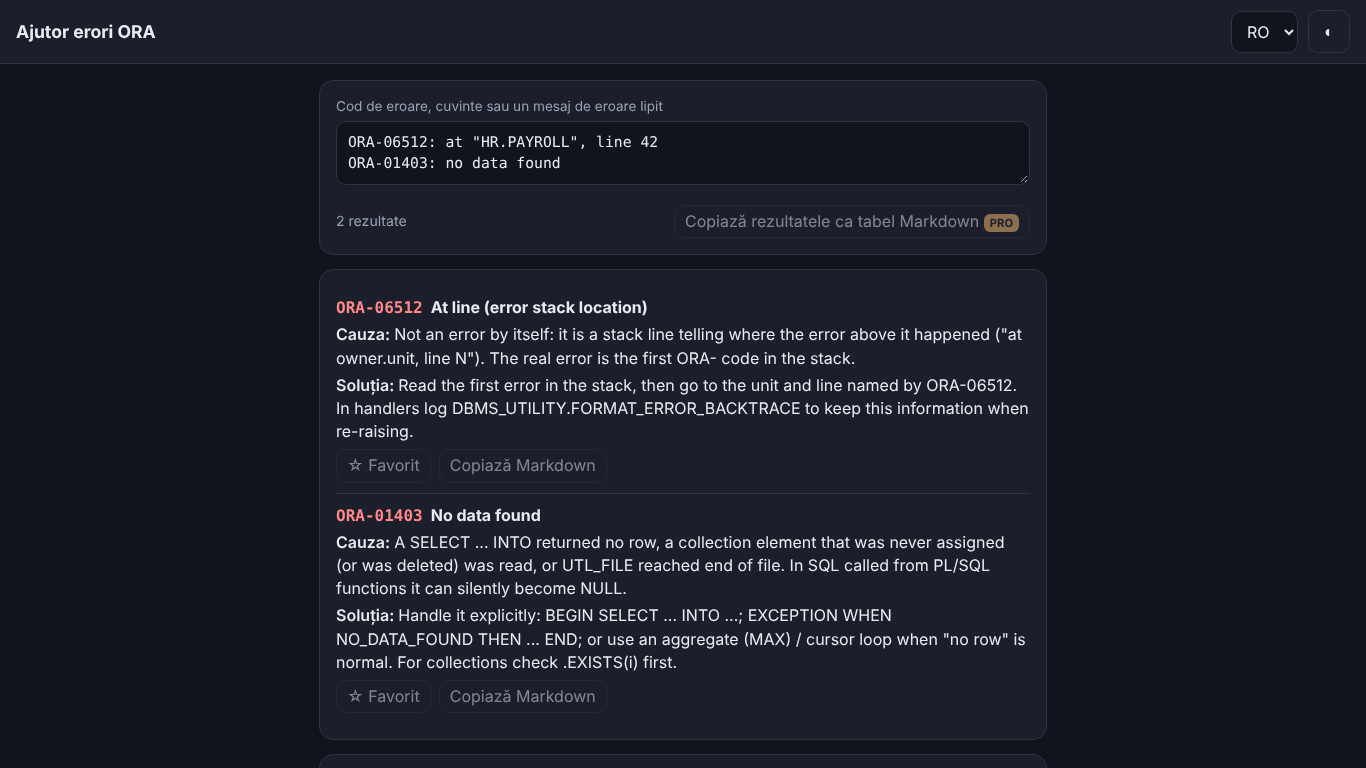 Ajutor erori ORA
RO
Cod de eroare, cuvinte sau un mesaj de eroare lipit
ORA-06512: at "HR.PAYROLL", line 42
ORA-01403: no data found
2 rezultate
Copiază rezultatele ca tabel Markdown PRO
ORA-06512 At line (error stack location)
Cauza: Not an error by itself: it is a stack line telling where the error above it happened ("at
owner.unit, line N"). The real error is the first ORA- code in the stack.
Soluția: Read the first error in the stack, then go to the unit and line named by ORA-06512.
In handlers log DBMS_UTILITY.FORMAT_ERROR_BACKTRACE to keep this information when
re-raising.
☆ Favorit
Copiază Markdown
ORA-01403 No data found
Cauza: A SELECT ... INTO returned no row, a collection element that was never assigned
(or was deleted) was read, or UTL_FILE reached end of file. In SQL called from PL/SQL
functions it can silently become NULL.
Soluția: Handle it explicitly: BEGIN SELECT ... INTO ...; EXCEPTION WHEN
NO_DATA_FOUND THEN ... END; or use an aggregate (MAX) / cursor loop when "no row" is
normal. For collections check .EXISTS(i) first.
☆ Favorit
Copiază Markdown